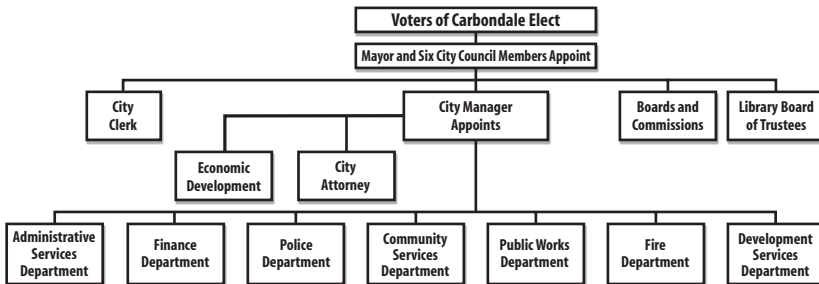 Voters of Carbondale Elect
Mayor and Six City Council Members Appoint
City
Clerk
City Manager
Appoints
Boards and
Commissions
Library Board
of Trustees
Economic
Development
City
Attorney
Administrative
Services
Department
Finance
Department
Police
Department
Community
Services
Department
Public Works
Department
Fire
Department
Development
Services
Department